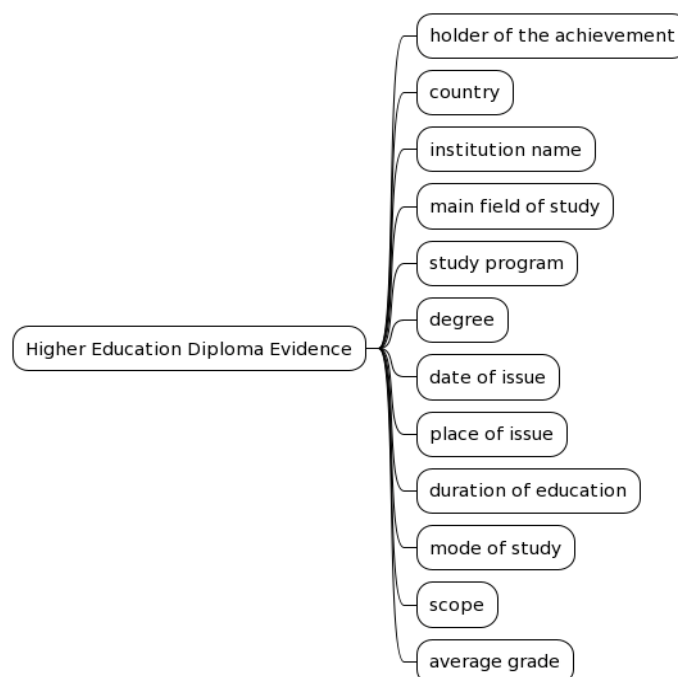 Higher Education Diploma Evidence
holder of the achievement
country
institution name
main field of study
study program
degree
date of issue
place of issue
duration of education
mode of study
scope
average grade